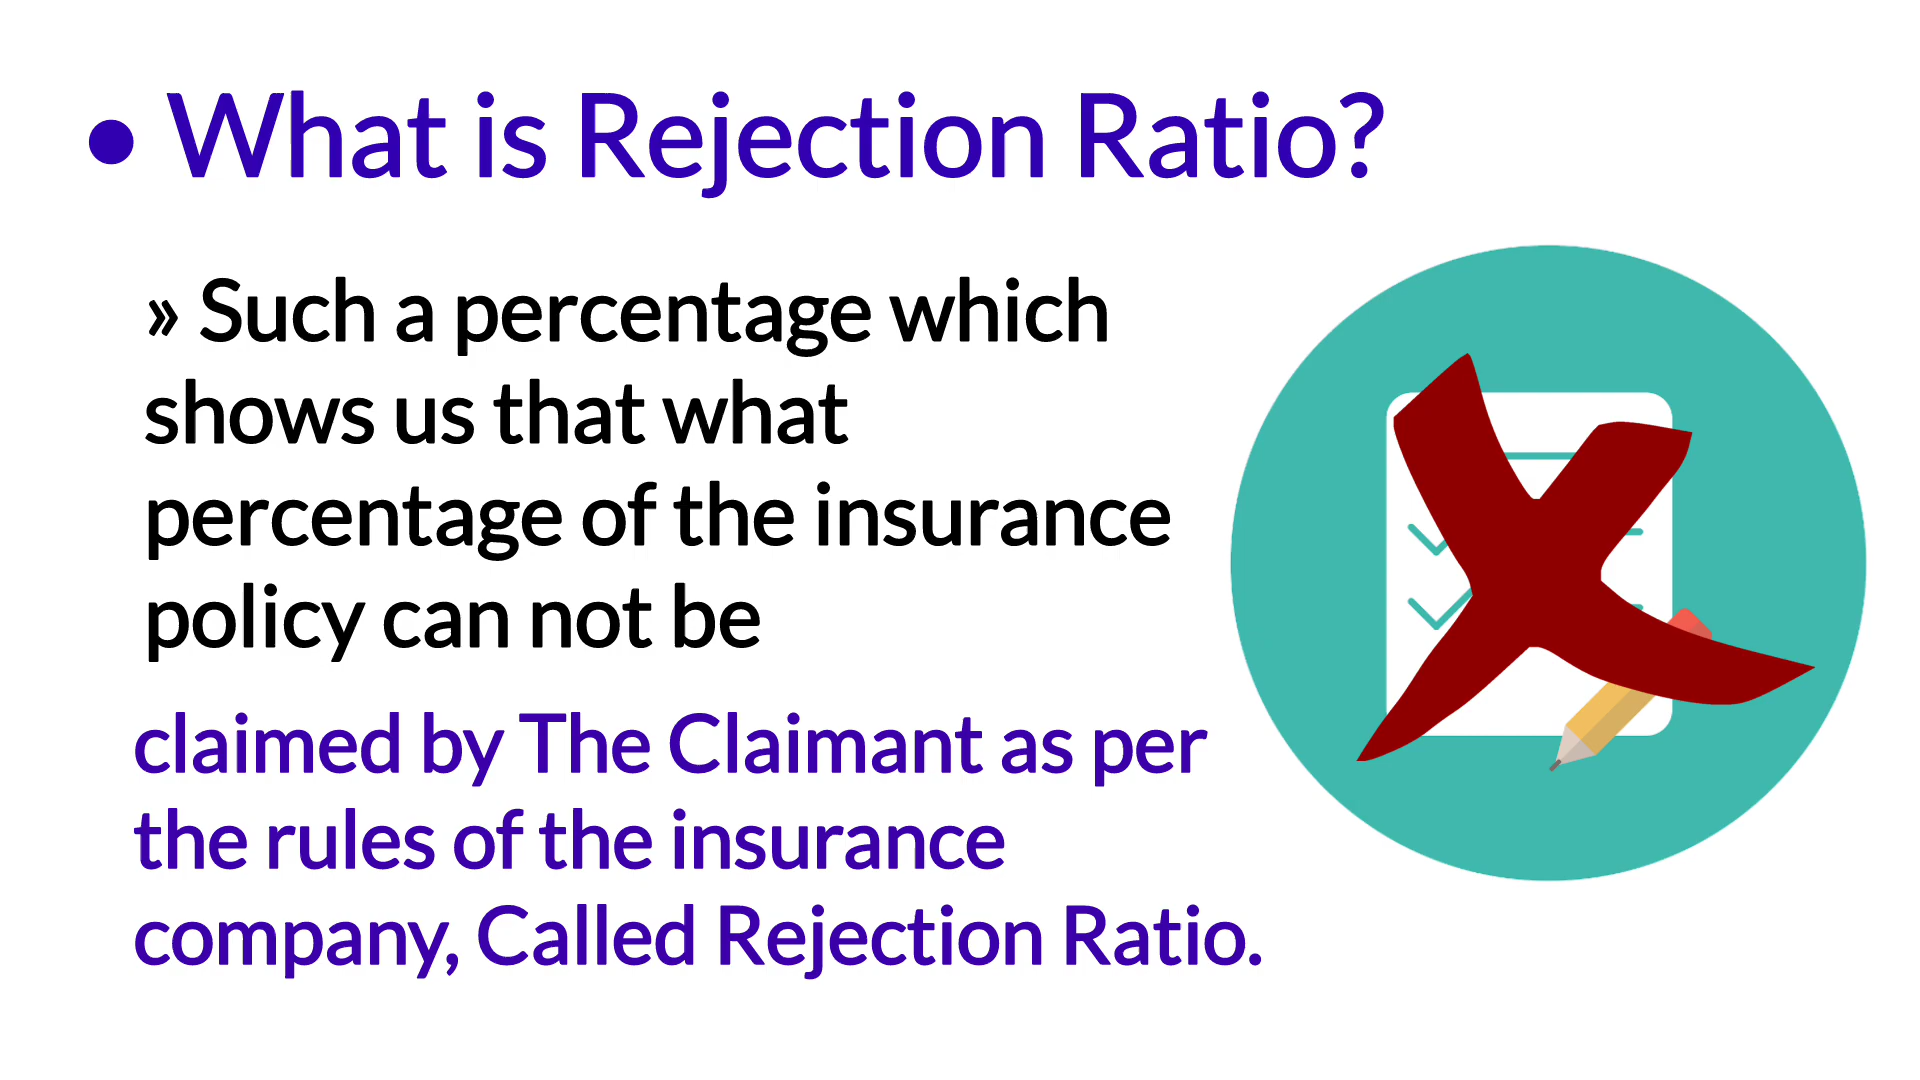 • What is Rejection Ratio?
» Such a percentage which
shows us that what
percentage of the insurance
policy can not be
claimed by The Claimant as per
the rules of the insurance
company, Called Rejection Ratio.